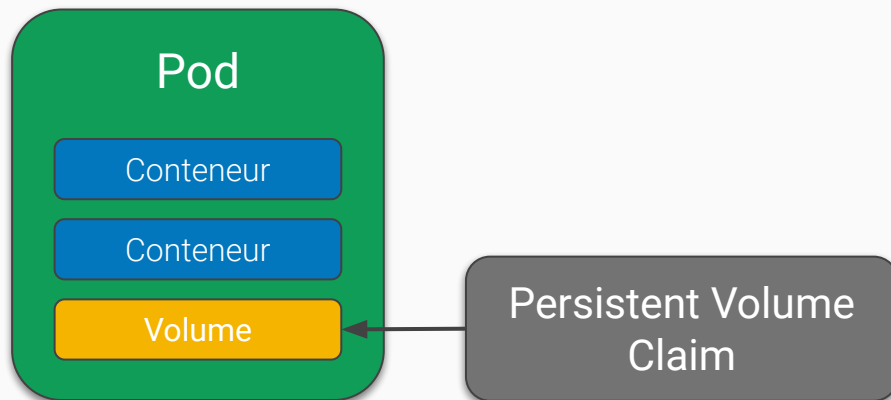 Pod
Conteneur
Conteneur
Volume
Persistent Volume
Claim